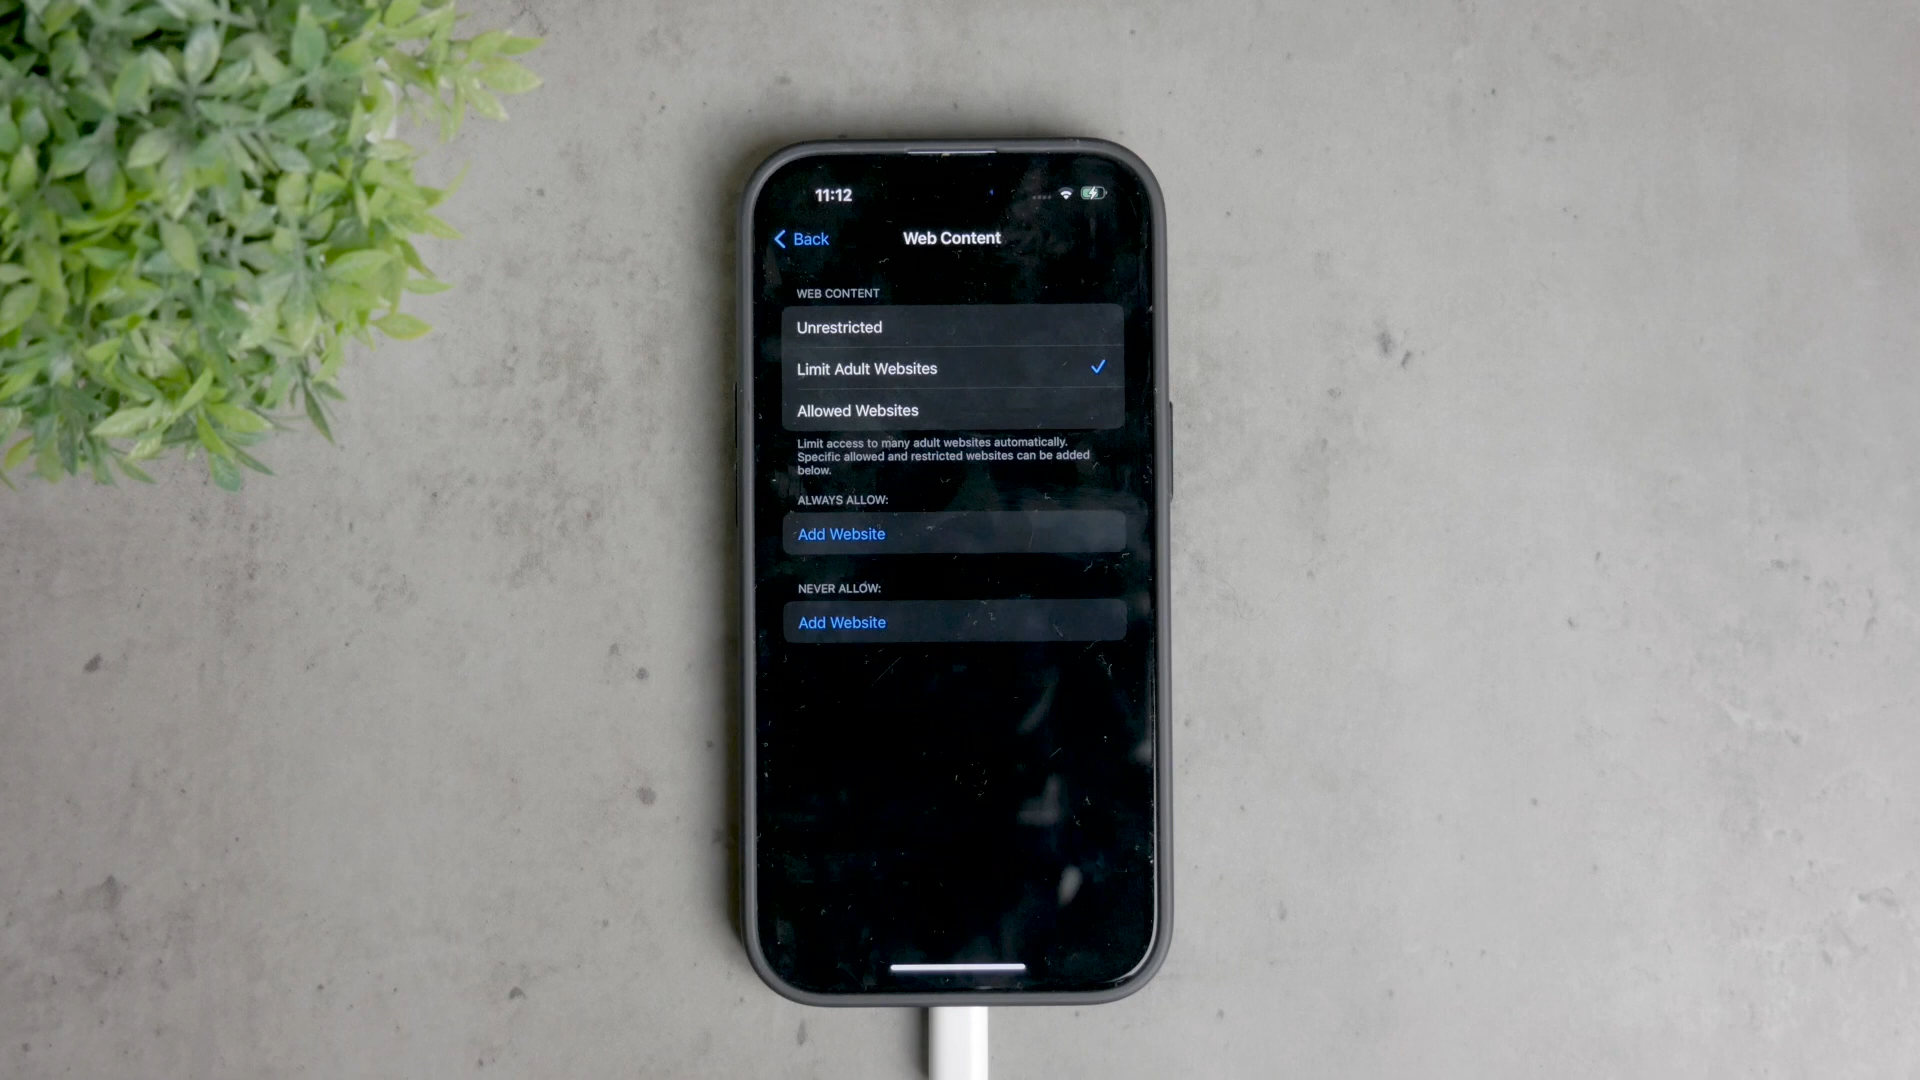 11:12
Back
Web Content
WEB CONTENT
Unrestricted
Limit Adult Websites
Allowed Websites
Limit access to many adult websites automatically.
Specific allowed and restricted websites can be added
below.
ALWAYS ALLOW:
Add Website
NEVER ALLOW:
Add Website